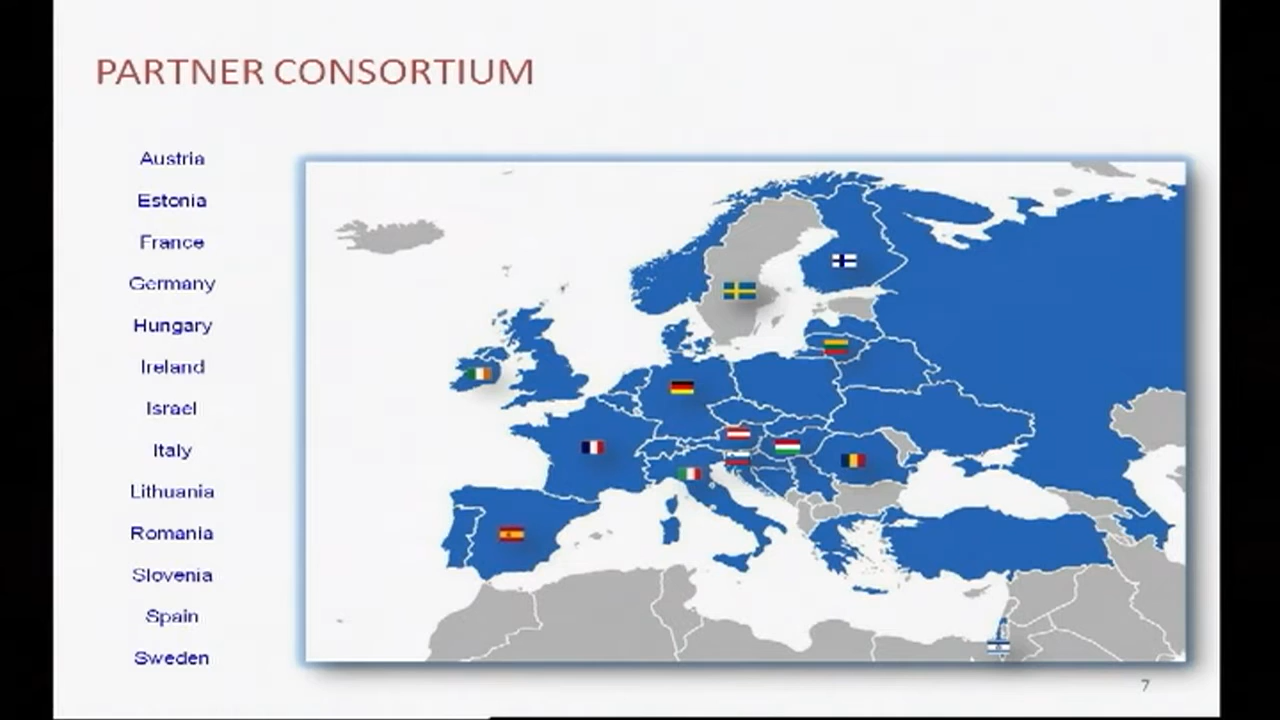 PARTNER CONSORTIUM
Austria
Estonia
France
Germany
Hungary
Ireland
Israel
Italy
Lithuania
Romania
Slovenia
Spain
Sweden
7